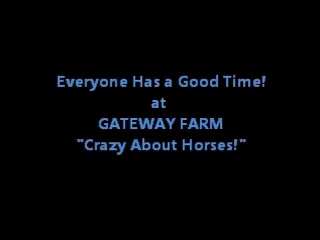 Everyone Has a Good Time!
at
GATEWAY FARM
"Crazy About Horses!"